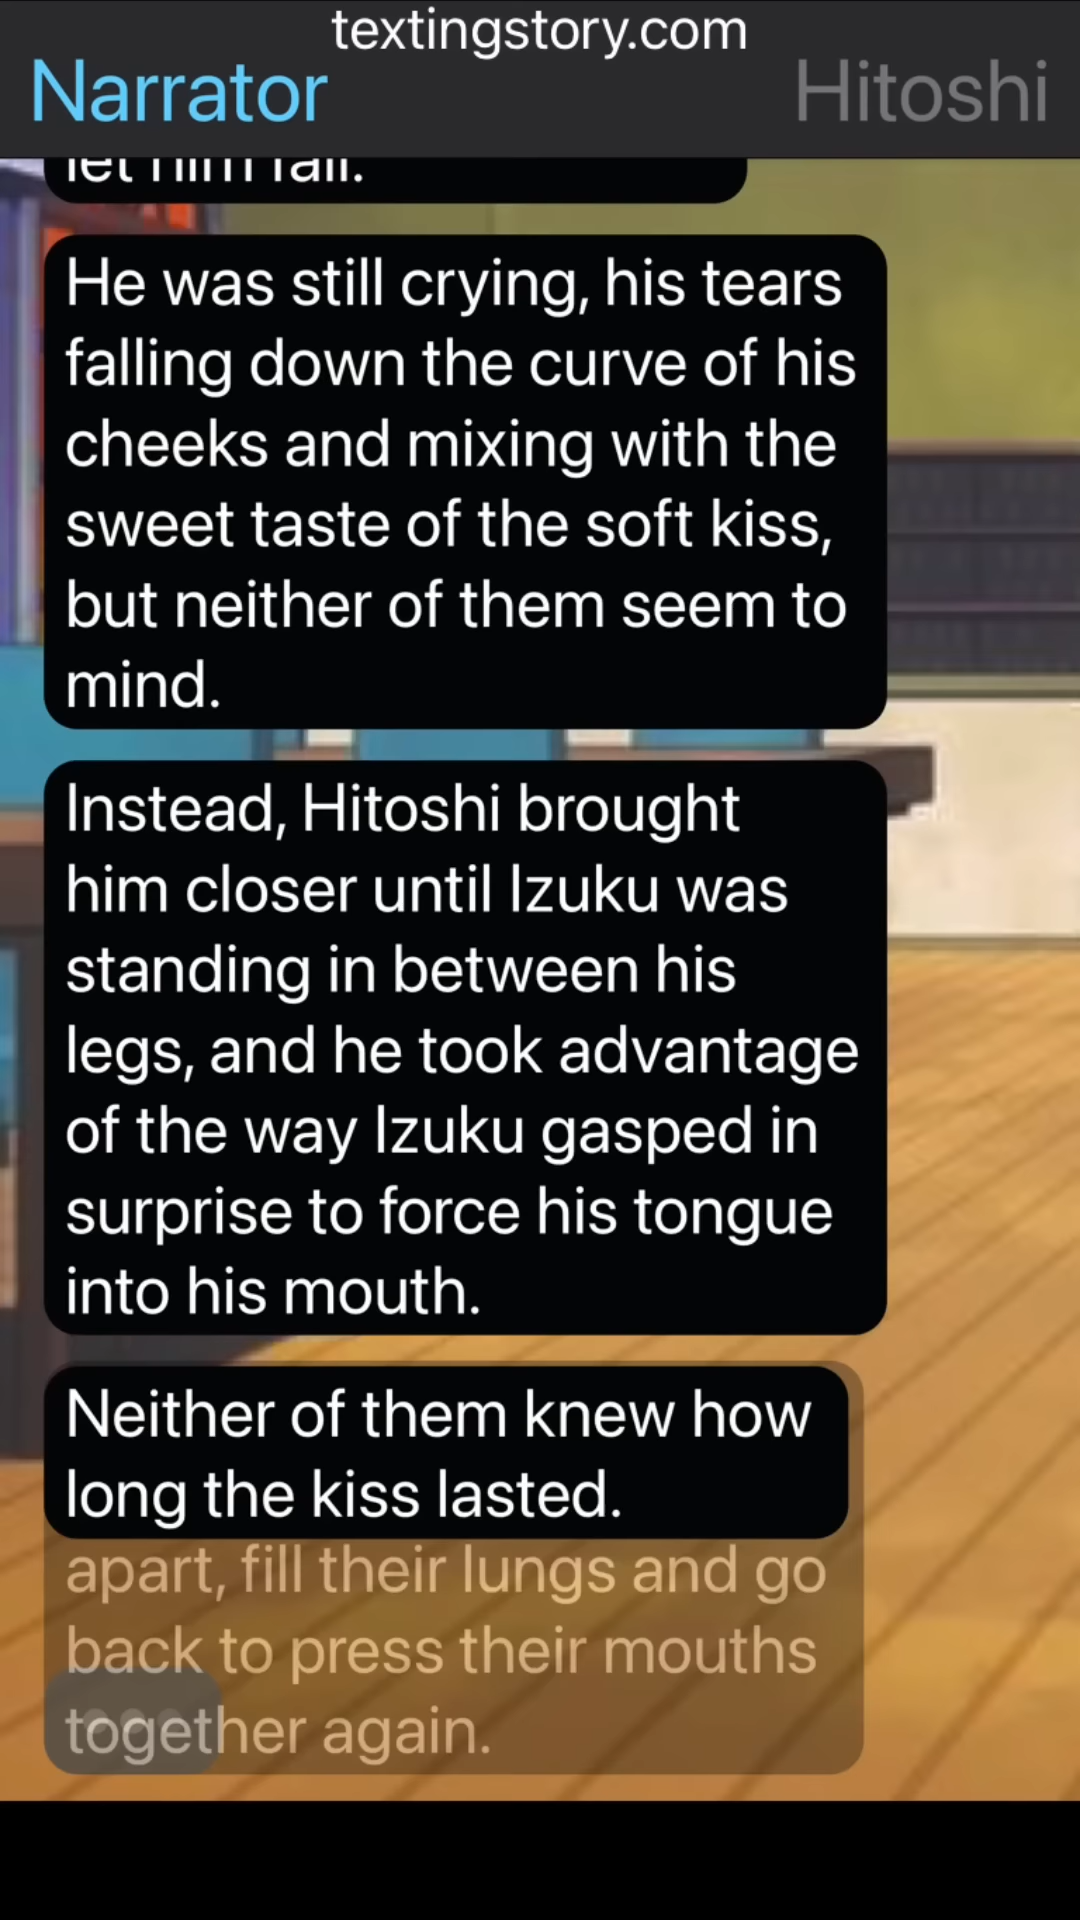 textingstory.com
Narrator
Hitoshi
let him fall.
He was still crying, his tears
falling down the curve of his
cheeks and mixing with the
sweet taste of the soft kiss,
but neither of them seem to
mind.
Instead, Hitoshi brought
him closer until Izuku was
standing in between his
legs, and he took advantage
of the way Izuku gasped in
surprise to force his tongue
into his mouth.
Neither of them knew how
long the kiss lasted.
apart, fill their lungs and go
back to press their mouths
together again.